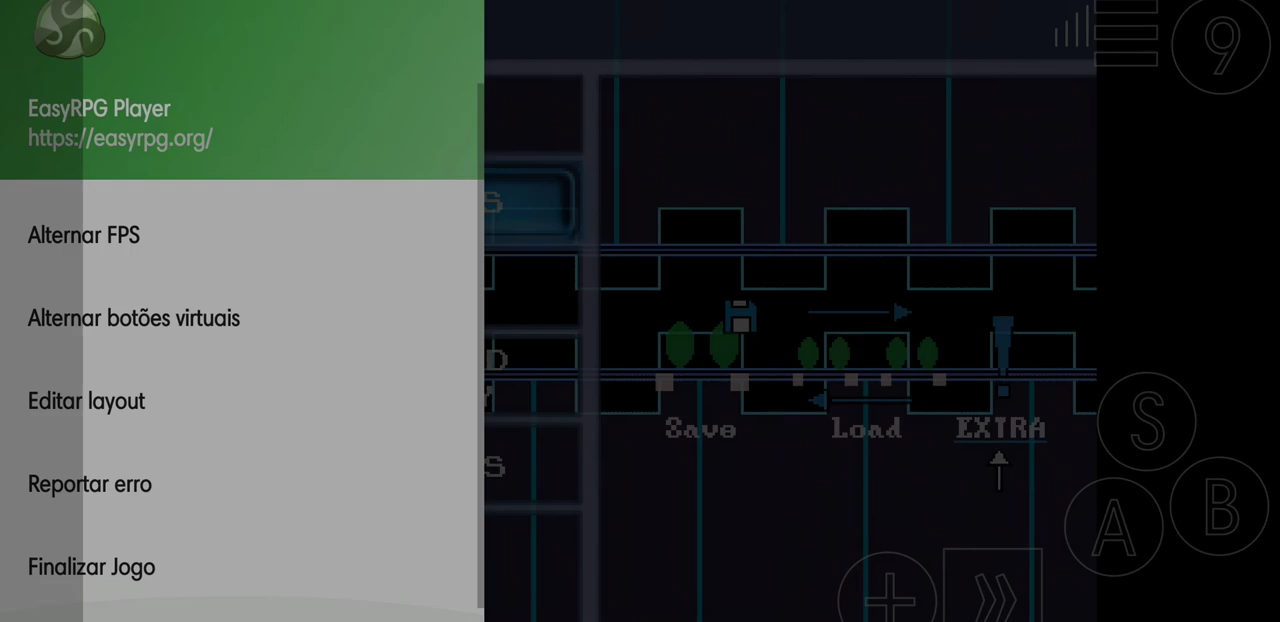 EasyRPG Player
https://easyrpg.org/
Alternar FPS
Alternar botões virtuais
Editar layout
Reportar erro
Finalizar Jogo
S
D
S
Save
Load
EXTRA
9
S
A
B